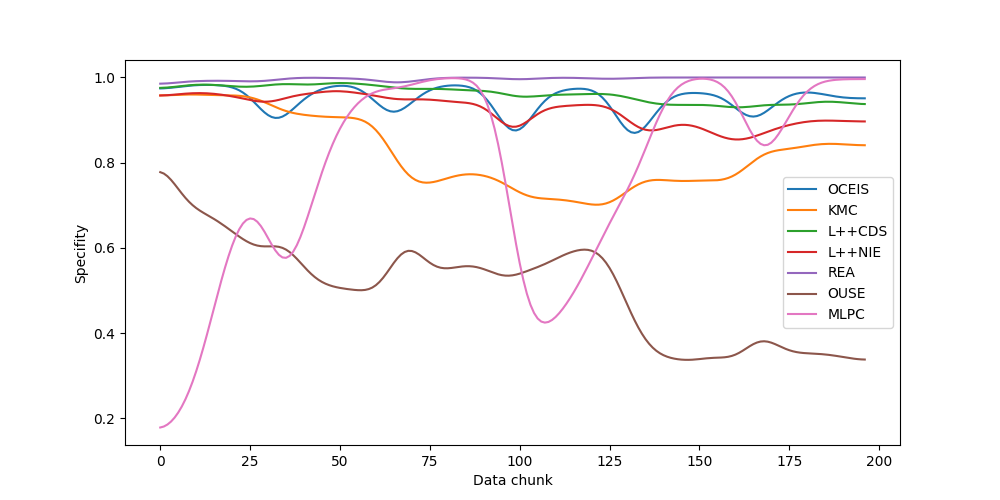 1.0
0.8
0.6
0.4
0.2
Specifity
0
25
50
75
100
125
150
175
200
Data chunk
OCEIS
KMC
L++CDS
L++NIE
REA
OUSE
MLPC